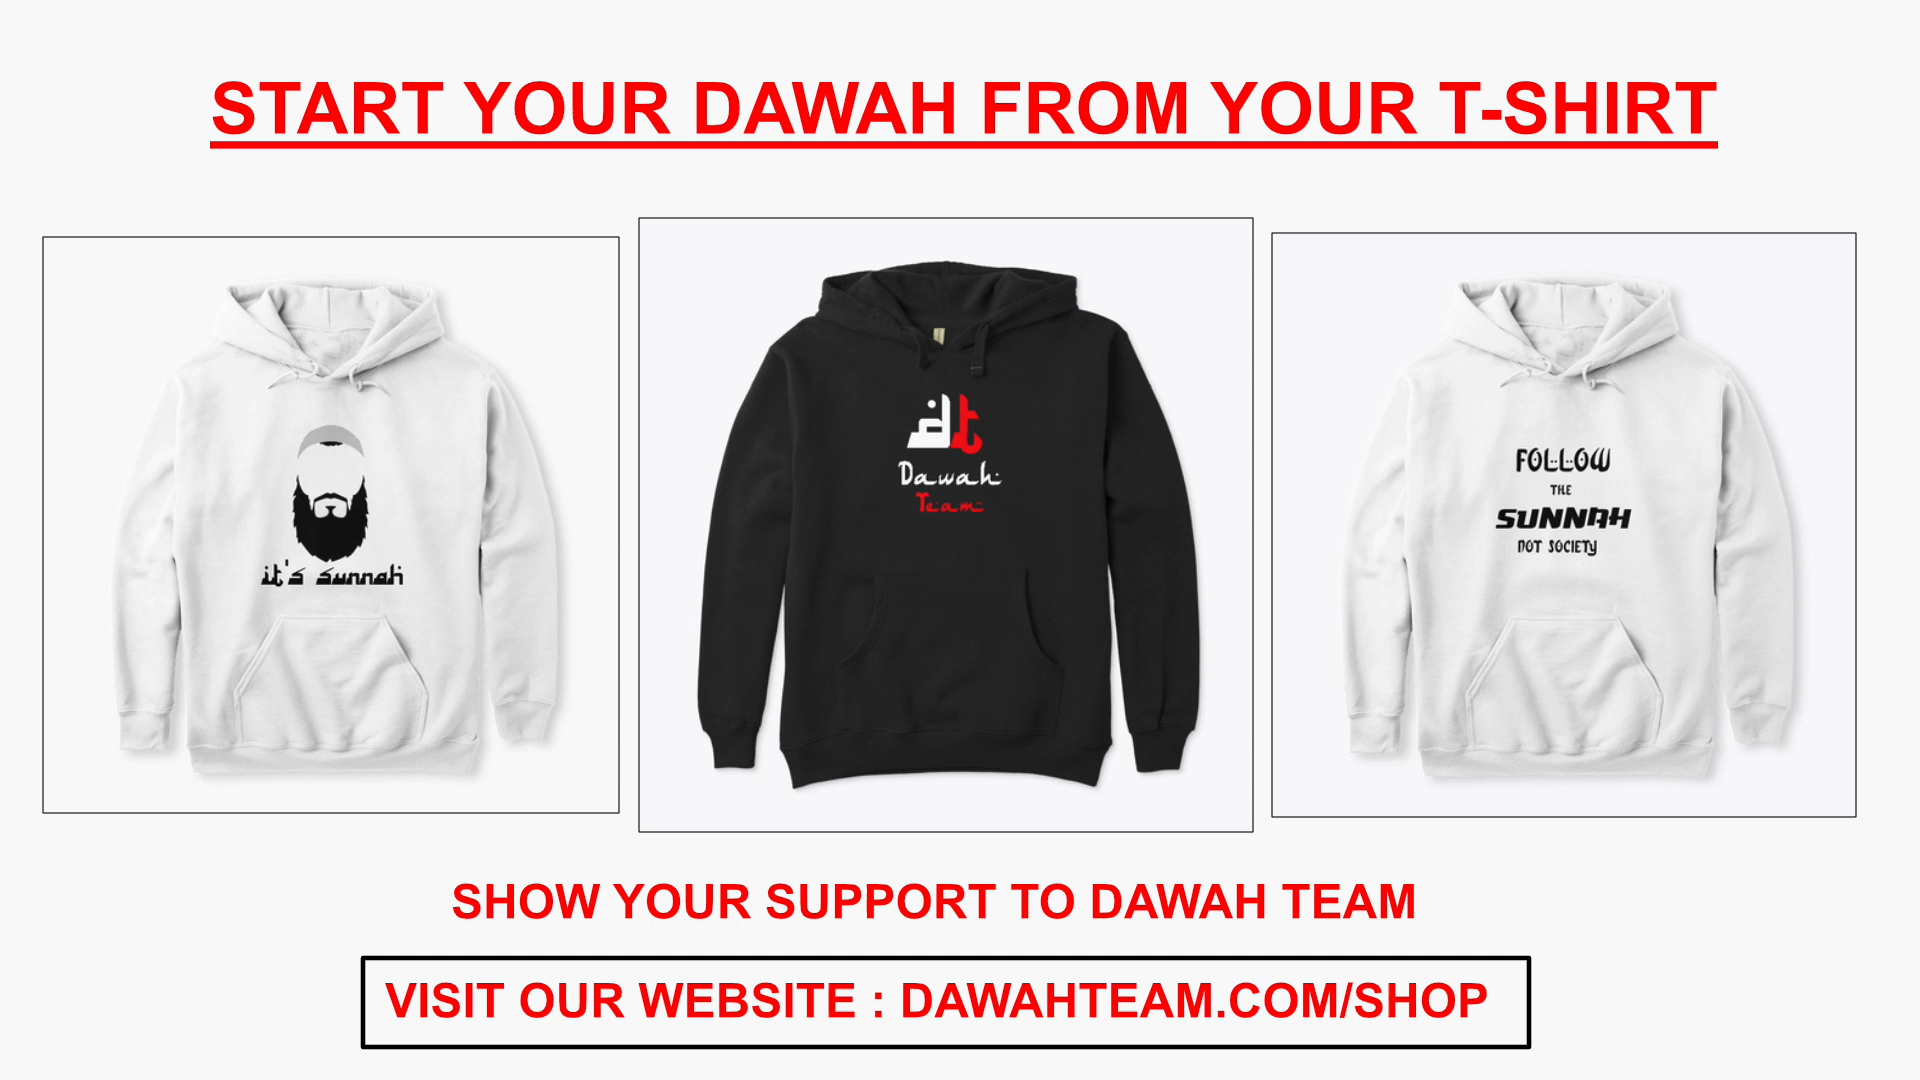 START YOUR DAWAH FROM YOUR T-SHIRT
it's sunnah
dt
Dawah
Team
FOLLOW
THE
SUNNAH
NOT SOCIETY
SHOW YOUR SUPPORT TO DAWAH TEAM
VISIT OUR WEBSITE : DAWAHTEAM.COM/SHOP